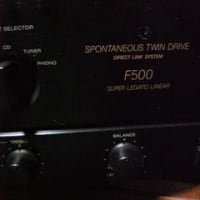 SELECTOR
CD
TUNER
PHONO
SPONTANEOUS TWIN DRIVE
DIRECT LINK SYSTEM
F500
SUPER LEGATO LINEAR
TREBLE
BALANCE